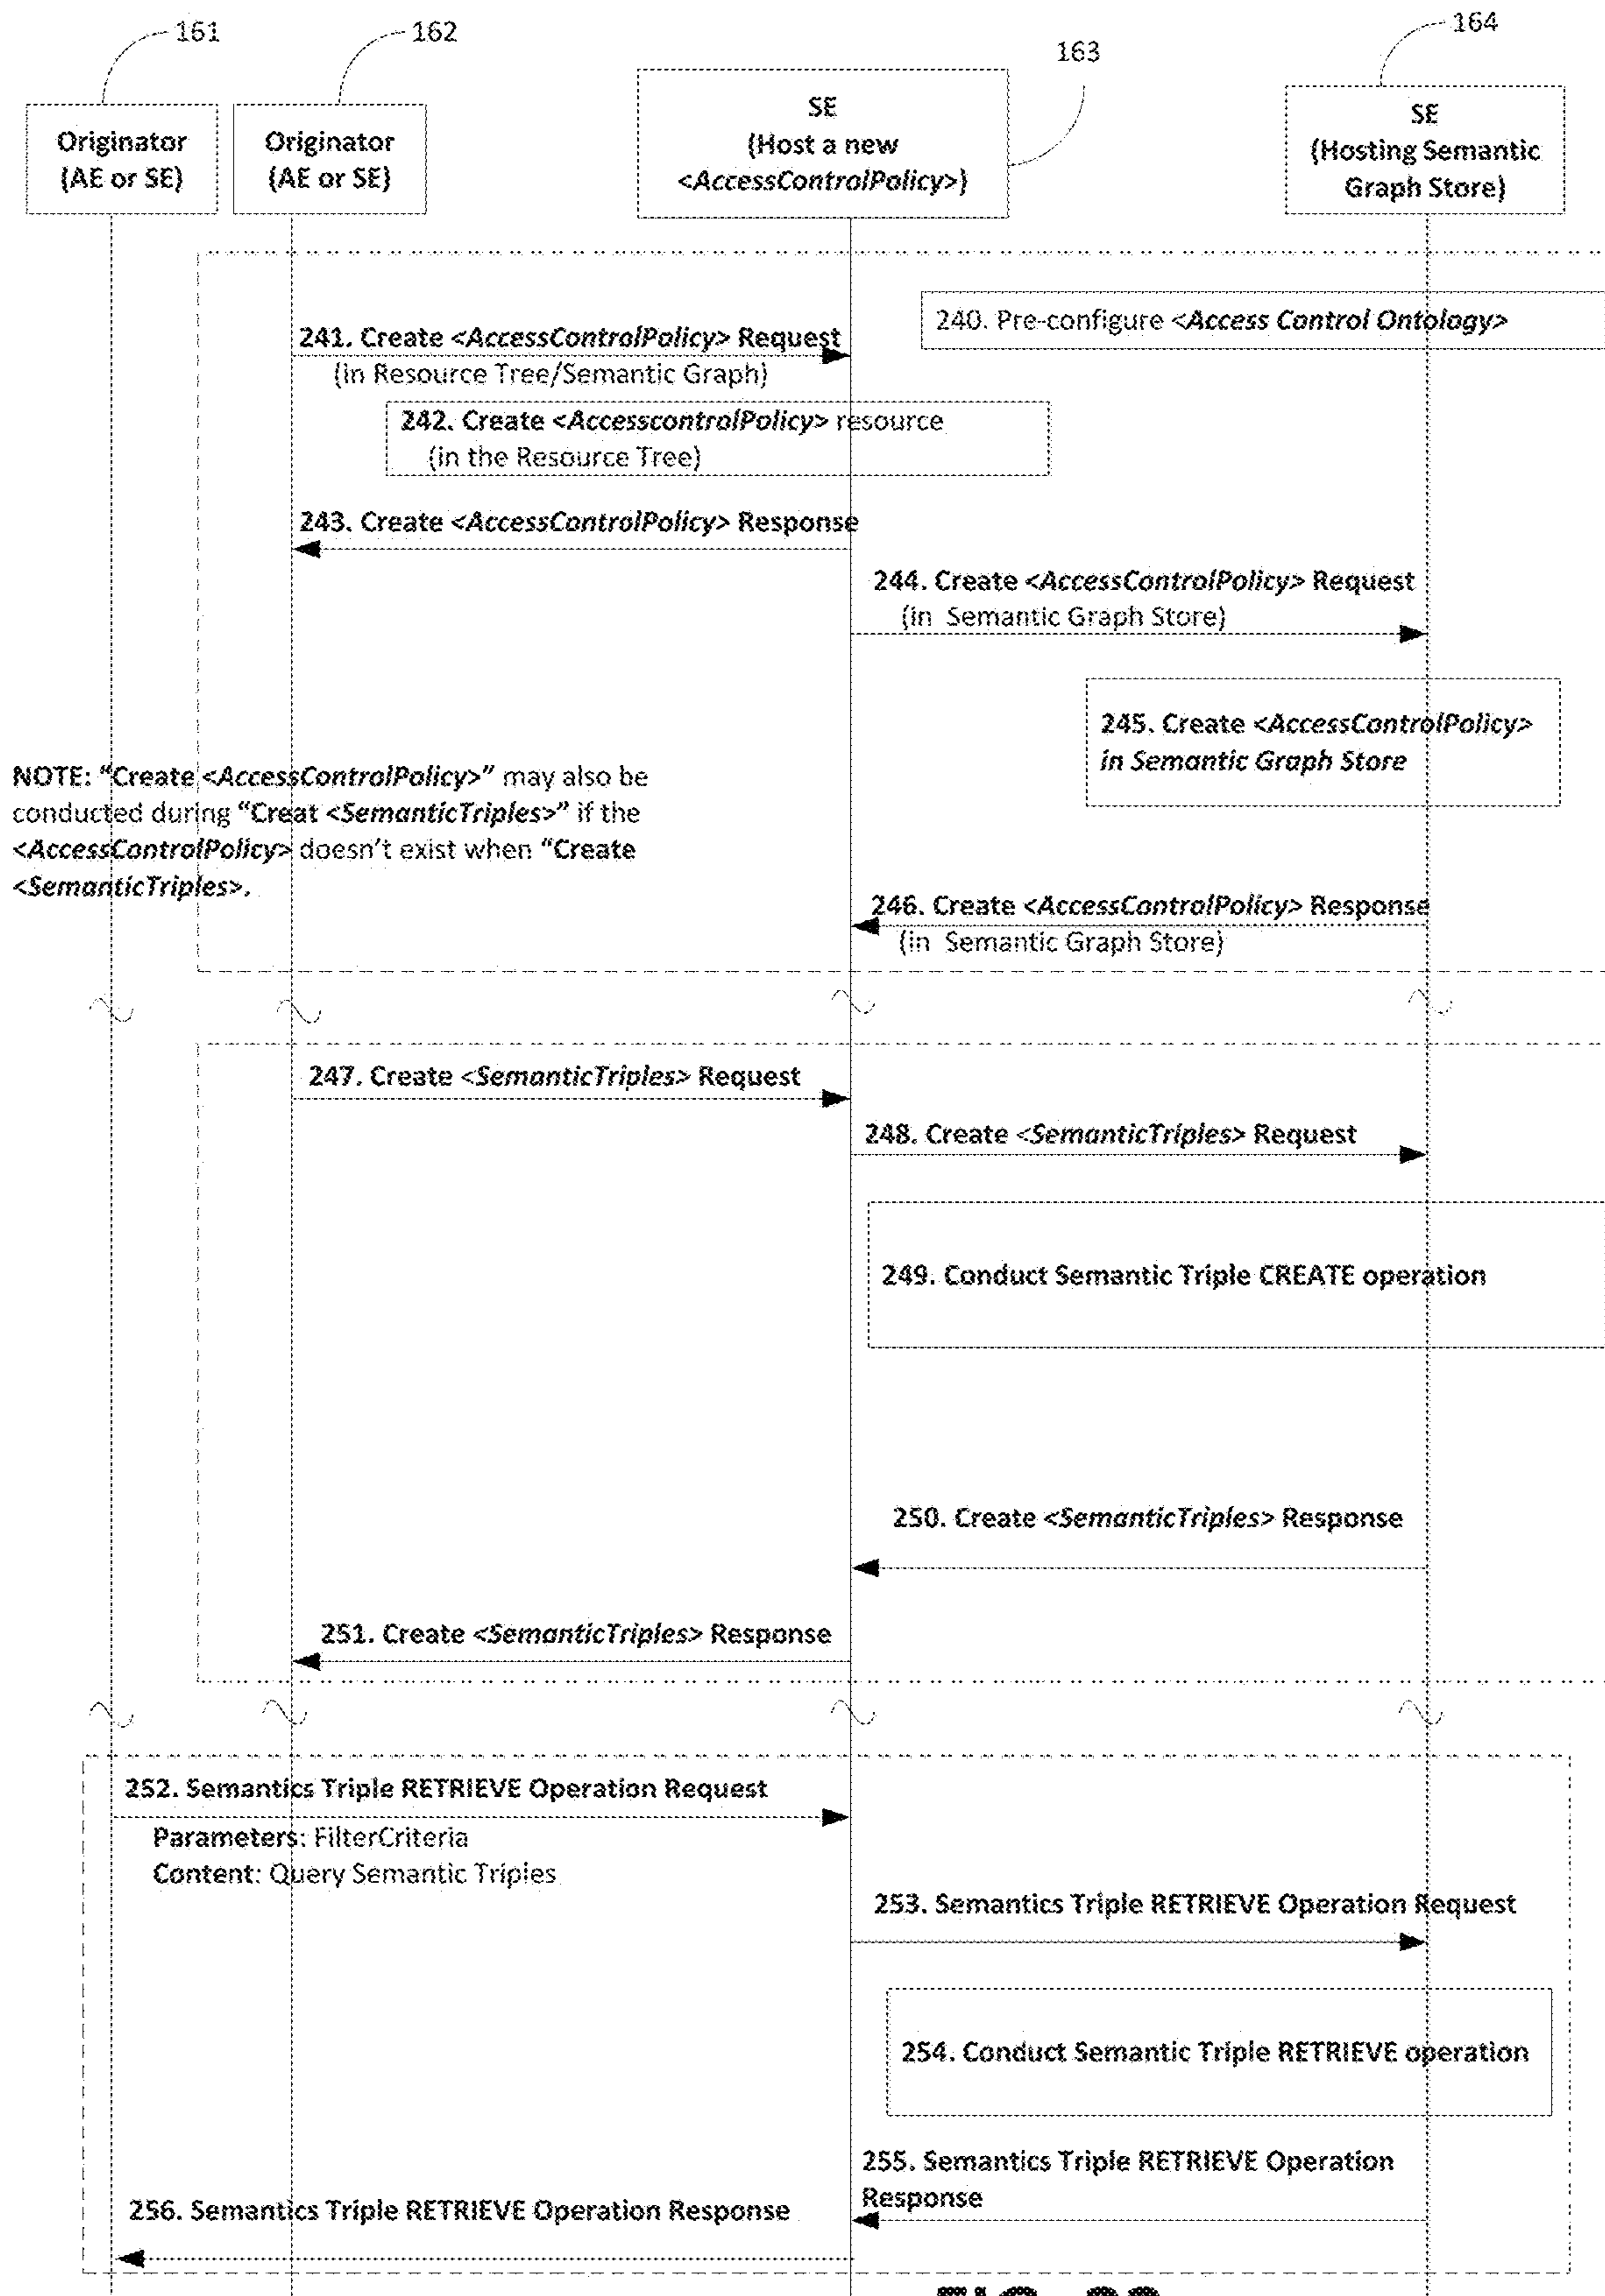 161
162
163
164
Originator
(AE or SE)
Originator
(AE or SE)
SE
(Host a new
<AccessControlPolicy>)
SE
(Hosting Semantic
Graph Store)
240. Pre-configure <Access Control Ontology>
241. Create <AccessControlPolicy> Request
(in Resource Tree/Semantic Graph)
242. Create <AccesscontrolPolicy> resource
(in the Resource Tree)
243. Create <AccessControlPolicy> Response
244. Create <AccessControlPolicy> Request
(in Semantic Graph Store)
245. Create <AccessControlPolicy>
in Semantic Graph Store
NOTE: "Create <AccessControlPolicy>" may also be
conducted during "Creat <SemanticTriples>" if the
<AccessControlPolicy> doesn't exist when "Create
<SemanticTriples>.
246. Create <AccessControlPolicy> Response
(in Semantic Graph Store)
247. Create <SemanticTriples> Request
248. Create <SemanticTriples> Request
249. Conduct Semantic Triple CREATE operation
250. Create <SemanticTriples> Response
251. Create <SemanticTriples> Response
252. Semantics Triple RETRIEVE Operation Request
Parameters: FilterCriteria
Content: Query Semantic Triples
253. Semantics Triple RETRIEVE Operation Request
254. Conduct Semantic Triple RETRIEVE operation
255. Semantics Triple RETRIEVE Operation
Response
256. Semantics Triple RETRIEVE Operation Response